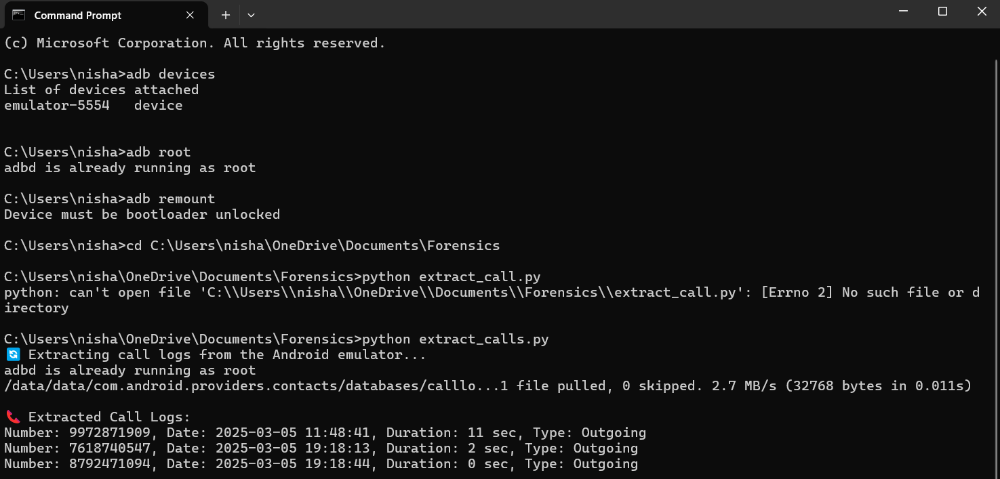 Command Prompt
(c) Microsoft Corporation. All rights reserved.
C:\Users\nisha>adb devices
List of devices attached
emulator-5554   device
C:\Users\nisha>adb root
adbd is already running as root
C:\Users\nisha>adb remount
Device must be bootloader unlocked
C:\Users\nisha>cd C:\Users\nisha\OneDrive\Documents\Forensics
C:\Users\nisha\OneDrive\Documents\Forensics>python extract_call.py
python: can't open file 'C:\\Users\\nisha\\OneDrive\\Documents\\Forensics\\extract_call.py': [Errno 2] No such file or d
irectory
C:\Users\nisha\OneDrive\Documents\Forensics>python extract_calls.py
🔄 Extracting call logs from the Android emulator...
adbd is already running as root
/data/data/com.android.providers.contacts/databases/calllo...1 file pulled, 0 skipped. 2.7 MB/s (32768 bytes in 0.011s)
📞 Extracted Call Logs:
Number: 9972871909, Date: 2025-03-05 11:48:41, Duration: 11 sec, Type: Outgoing
Number: 7618740547, Date: 2025-03-05 19:18:13, Duration: 2 sec, Type: Outgoing
Number: 8792471094, Date: 2025-03-05 19:18:44, Duration: 0 sec, Type: Outgoing